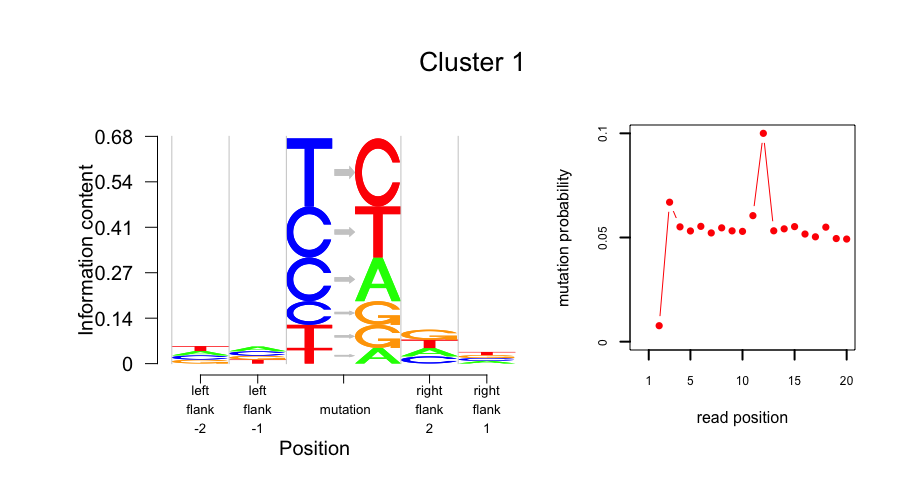 Cluster 1
Information content
0.68
0.54
0.41
0.27
0.14
0
T C
C T
C A
C G
T G
T A
T
A
C
G
A
C
G
T
G
T
A
C
T
A
C
G
left
flank
-2
left
flank
-1
mutation
right
flank
2
right
flank
1
Position
mutation probability
0.1
0.05
0
1 5 10 15 20
read position